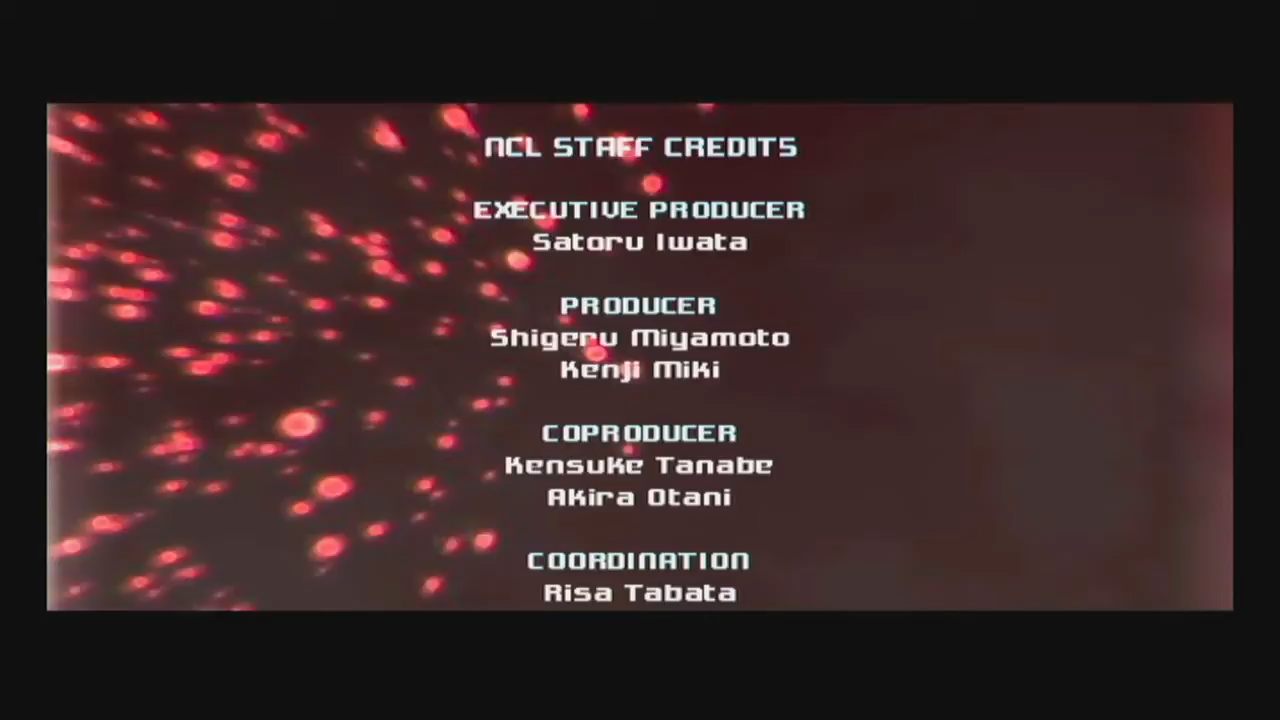 NCL STAFF CREDITS
EXECUTIVE PRODUCER
Satoru Iwata
PRODUCER
Shigeru Miyamoto
Kenji Miki
COPRODUCER
Kensuke Tanabe
Akira Otani
COORDINATION
Risa Tabata